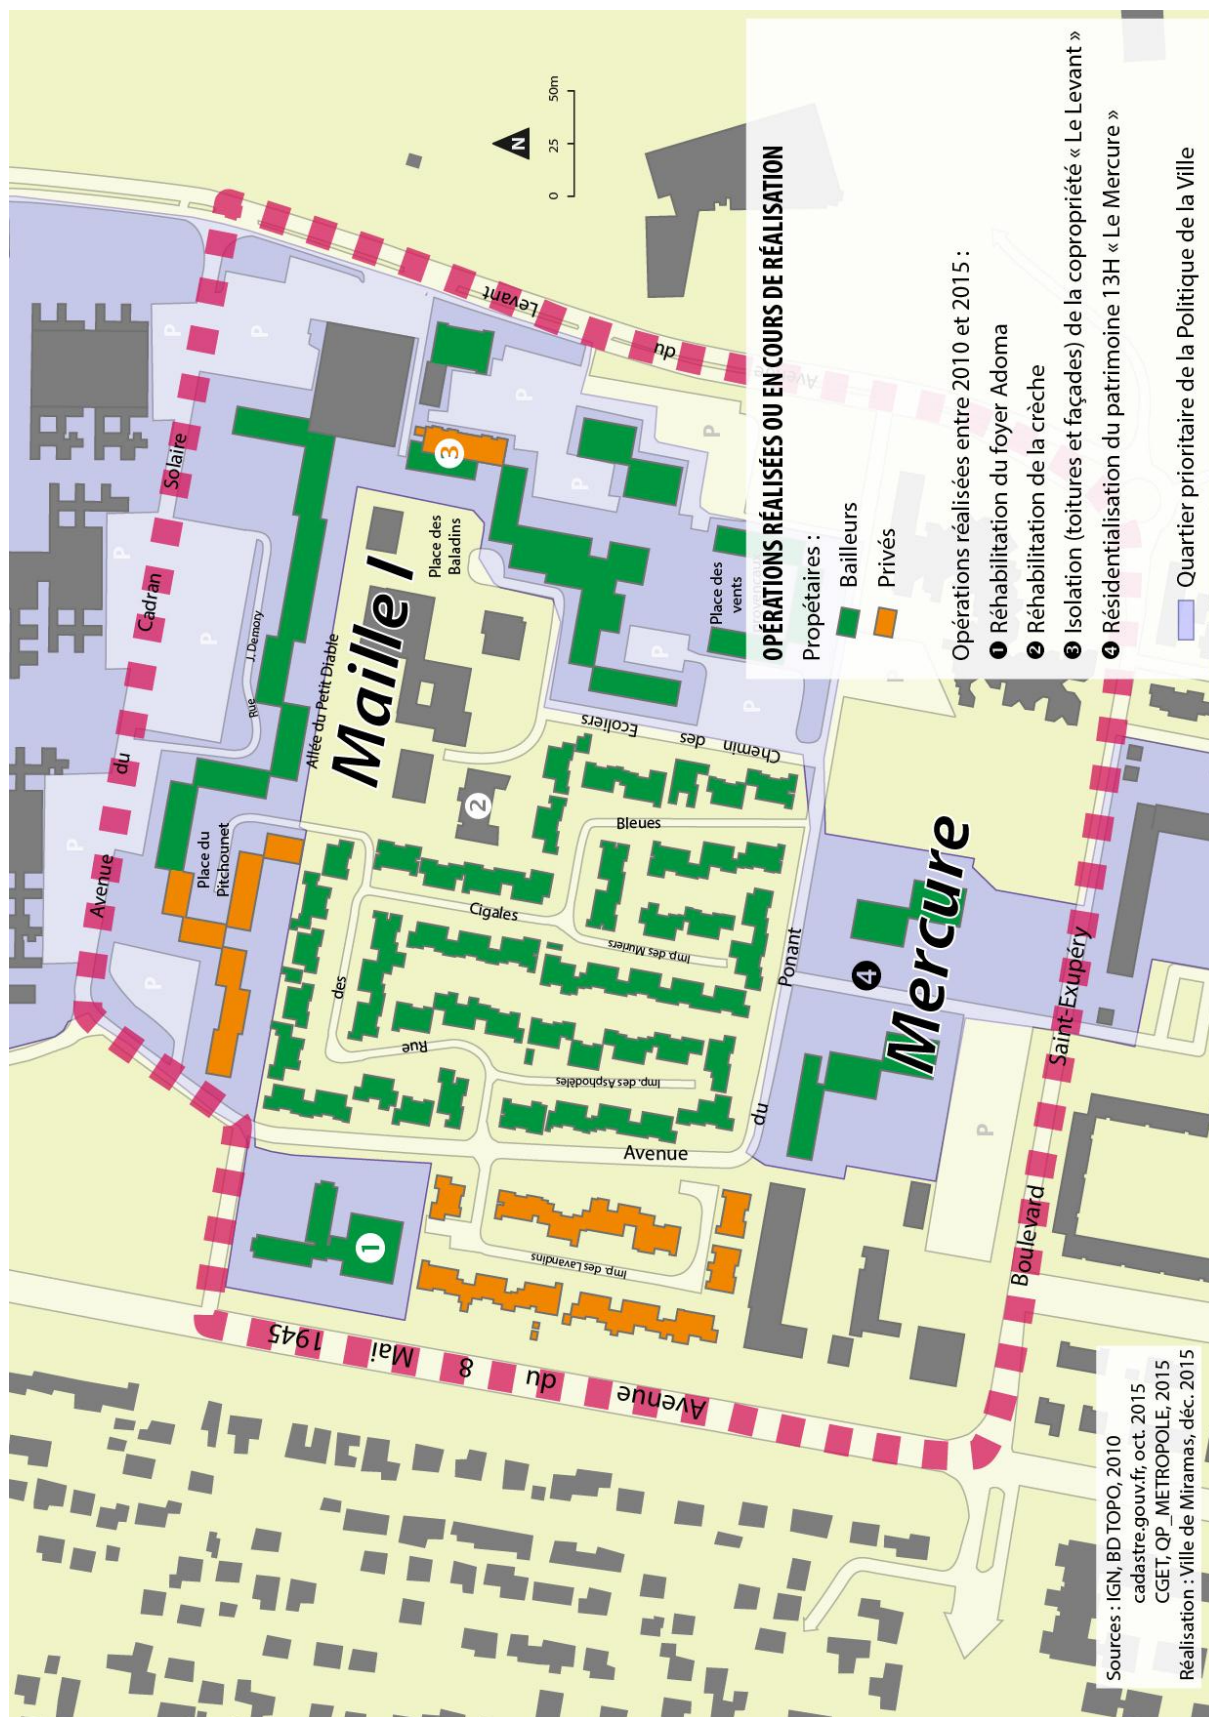 Avenue
du
Cadran
Solaire
Rue
J. Demory
Allée du Petit Diable
Place du
Pitchounet
Maille I
Place des
Baladins
Avenue
du
Levant
N
0
25
50m
P
P
P
P
P
P
P
P
P
P
P
P
P
1
2
3
4
Rue
des
Cigales
Bleues
Imp. des Muriers
Imp. des Asphodèles
Imp. des Lavandins
Chemin
des
Ecoliers
Place des
vents
Avenue
du
Ponant
Mercure
Boulevard
Saint-Exupéry
Avenue
du
8
Mai
1945
OPÉRATIONS RÉALISÉES OU EN COURS DE RÉALISATION
Propétaires :
Bailleurs
Privés
Opérations réalisées entre 2010 et 2015 :
1 Réhabilitation du foyer Adoma
2 Réhabilitation de la crèche
3 Isolation (toitures et façades) de la copropriété « Le Levant »
4 Résidentialisation du patrimoine 13H « Le Mercure »
Quartier prioritaire de la Politique de la Ville
Sources : IGN, BD TOPO, 2010
cadastre.gouv.fr, oct. 2015
CGET, QP_METROPOLE, 2015
Réalisation : Ville de Miramas, déc. 2015